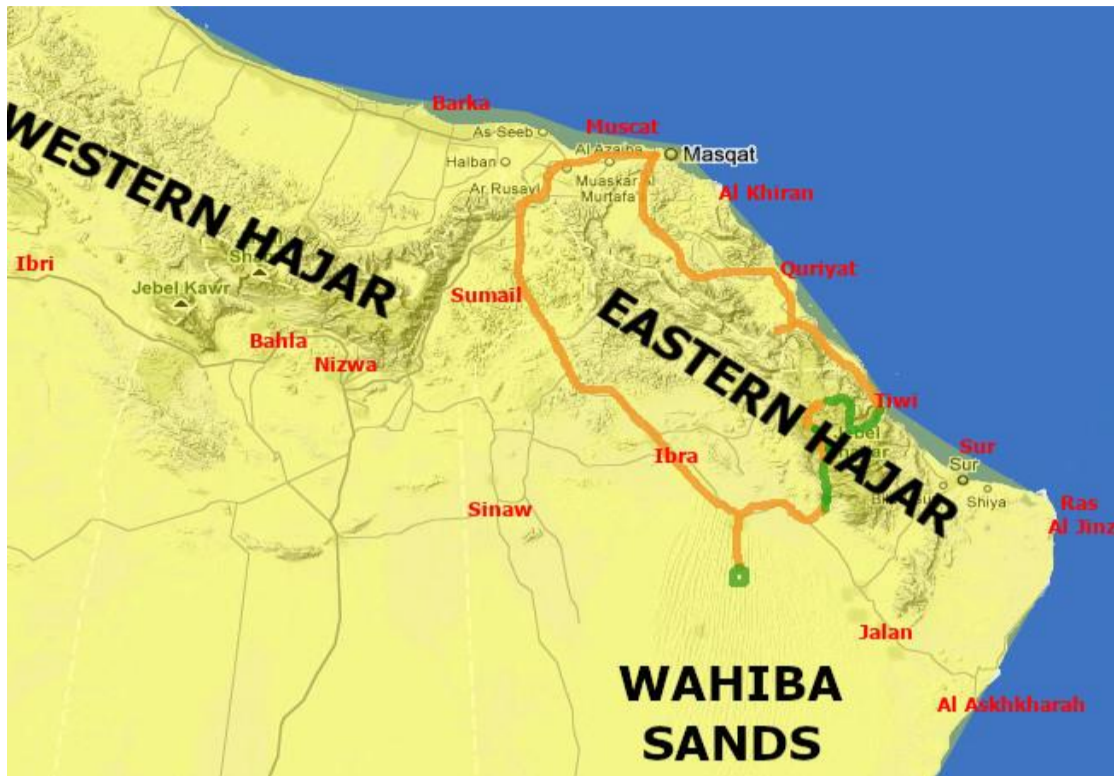 Barka
As Seeb
Muscat
Al Azaiba
Masqat
Halban
Ar Rusayl
Muaskar Al
Murtafa
Al Khiran
WESTERN HAJAR
Ibri
Jebel Kawr
Sumail
Quriyat
EASTERN HAJAR
Bahla
Nizwa
Tiwi
Ibra
Sur
Sur
Shiya
Sinaw
Ras
Al Jinz
Jalan
WAHIBA
SANDS
Al Askhkharah